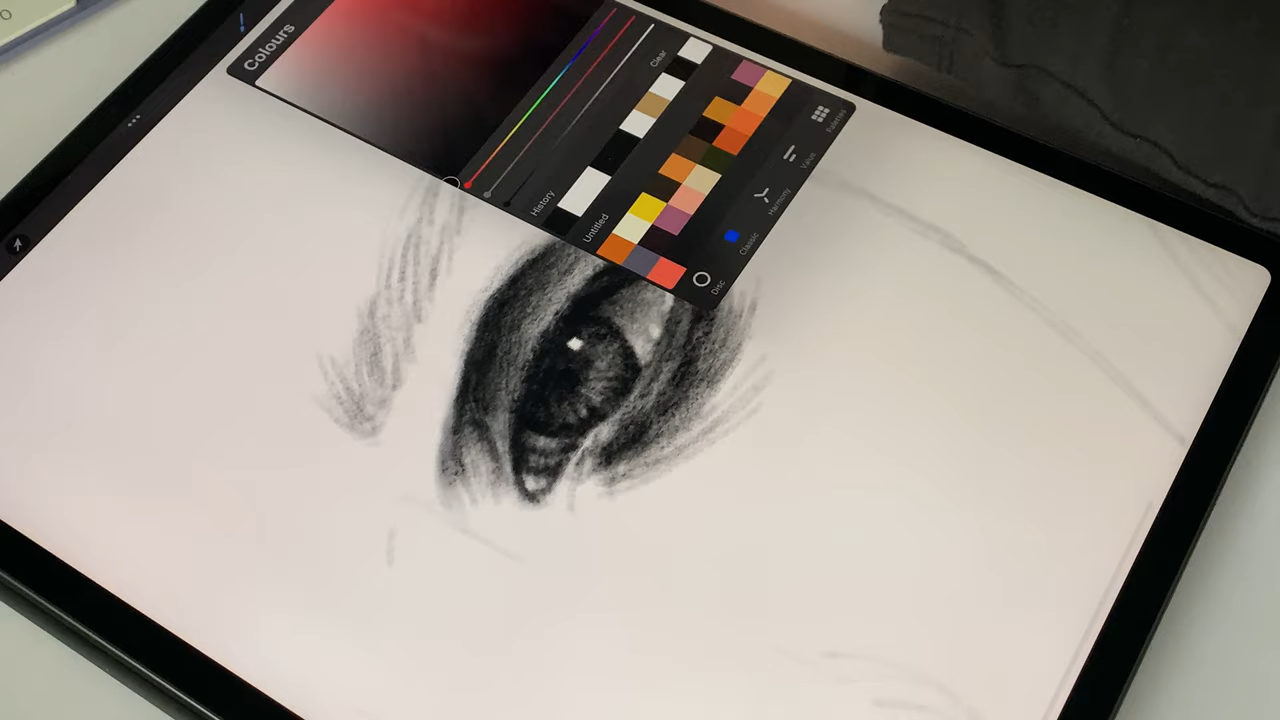 Colours
Clear
History
Untitled
Disc
Classic
Harmony
Value
Palettes